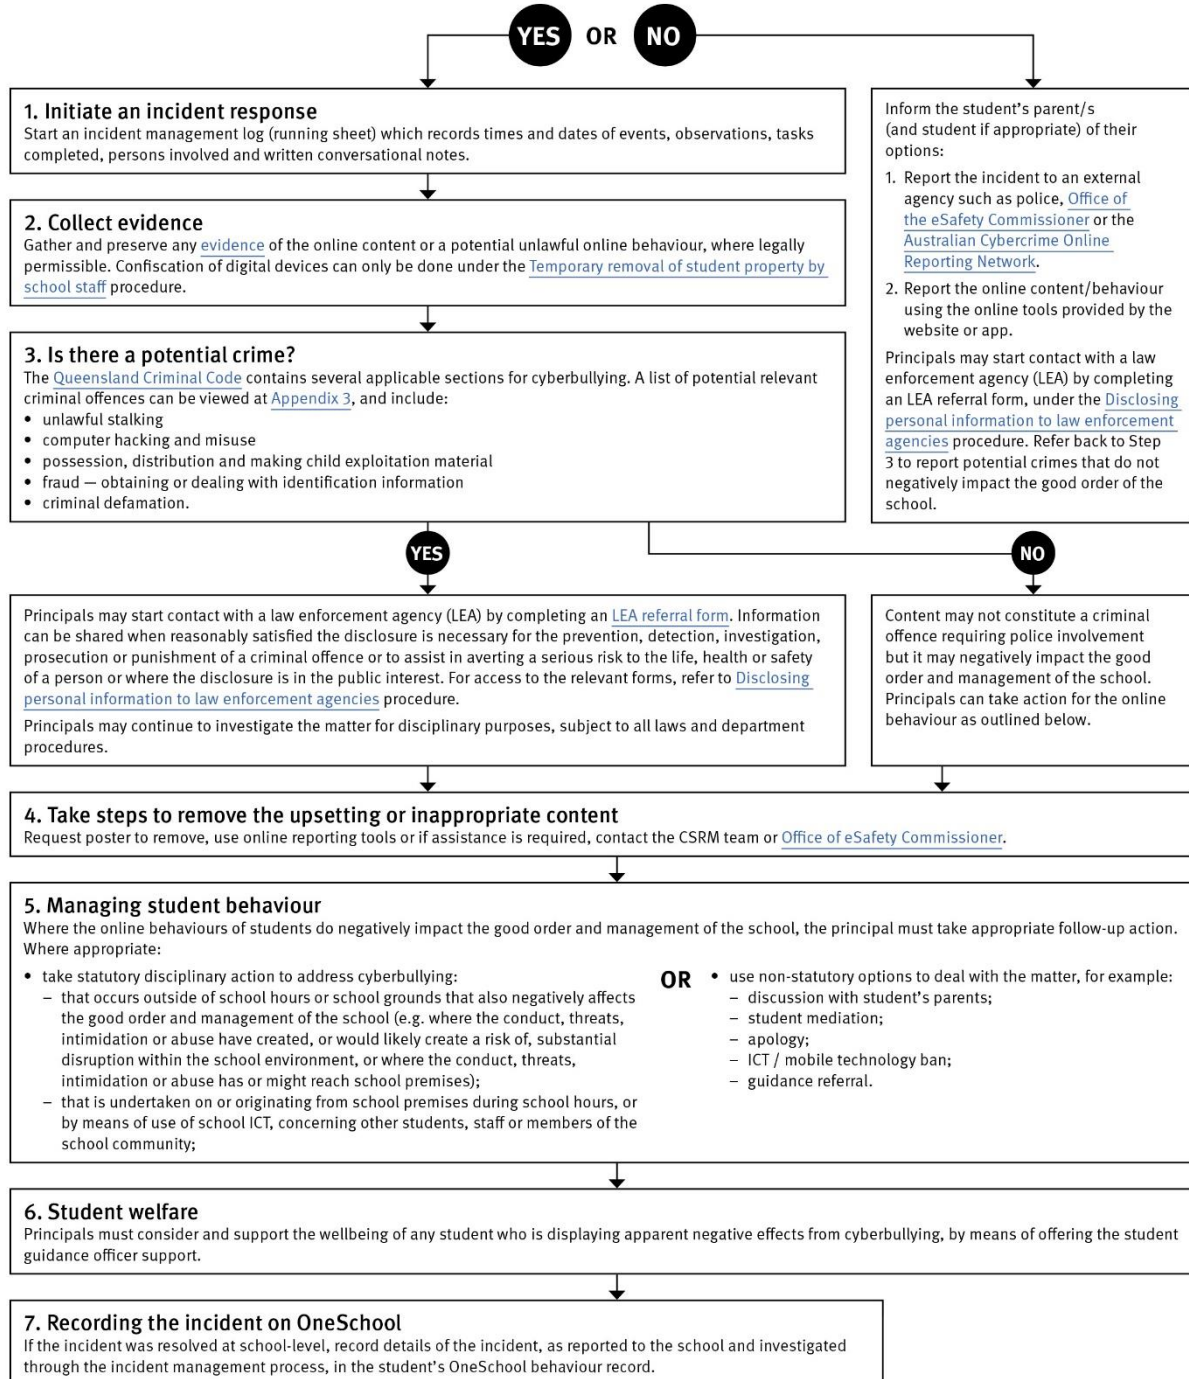 YES OR NO
1. Initiate an incident response
Start an incident management log (running sheet) which records times and dates of events, observations, tasks
completed, persons involved and written conversational notes.
2. Collect evidence
Gather and preserve any evidence of the online content or a potential unlawful online behaviour, where legally
permissible. Confiscation of digital devices can only be done under the Temporary removal of student property by
school staff procedure.
3. Is there a potential crime?
The Queensland Criminal Code contains several applicable sections for cyberbullying. A list of potential relevant
criminal offences can be viewed at Appendix 3, and include:
• unlawful stalking
• computer hacking and misuse
• possession, distribution and making child exploitation material
• fraud — obtaining or dealing with identification information
• criminal defamation.
Inform the student's parent/s
(and student if appropriate) of their
options:
1. Report the incident to an external
agency such as police, Office of
the eSafety Commissioner or the
Australian Cybercrime Online
Reporting Network.
2. Report the online content/behaviour
using the online tools provided by the
website or app.
Principals may start contact with a law
enforcement agency (LEA) by completing
an LEA referral form, under the Disclosing
personal information to law enforcement
agencies procedure. Refer back to Step
3 to report potential crimes that do not
negatively impact the good order of the
school.
YES
NO
Principals may start contact with a law enforcement agency (LEA) by completing an LEA referral form. Information
can be shared when reasonably satisfied the disclosure is necessary for the prevention, detection, investigation,
prosecution or punishment of a criminal offence or to assist in averting a serious risk to the life, health or safety
of a person or where the disclosure is in the public interest. For access to the relevant forms, refer to Disclosing
personal information to law enforcement agencies procedure.
Principals may continue to investigate the matter for disciplinary purposes, subject to all laws and department
procedures.
Content may not constitute a criminal
offence requiring police involvement
but it may negatively impact the good
order and management of the school.
Principals can take action for the online
behaviour as outlined below.
4. Take steps to remove the upsetting or inappropriate content
Request poster to remove, use online reporting tools or if assistance is required, contact the CSRM team or Office of eSafety Commissioner.
5. Managing student behaviour
Where the online behaviours of students do negatively impact the good order and management of the school, the principal must take appropriate follow-up action.
Where appropriate:
• take statutory disciplinary action to address cyberbullying:
– that occurs outside of school hours or school grounds that also negatively affects
the good order and management of the school (e.g. where the conduct, threats,
intimidation or abuse have created, or would likely create a risk of, substantial
disruption within the school environment, or where the conduct, threats,
intimidation or abuse has or might reach school premises);
– that is undertaken on or originating from school premises during school hours, or
by means of use of school ICT, concerning other students, staff or members of the
school community;
OR
• use non-statutory options to deal with the matter, for example:
– discussion with student's parents;
– student mediation;
– apology;
– ICT / mobile technology ban;
– guidance referral.
6. Student welfare
Principals must consider and support the wellbeing of any student who is displaying apparent negative effects from cyberbullying, by means of offering the student
guidance officer support.
7. Recording the incident on OneSchool
If the incident was resolved at school-level, record details of the incident, as reported to the school and investigated
through the incident management process, in the student's OneSchool behaviour record.